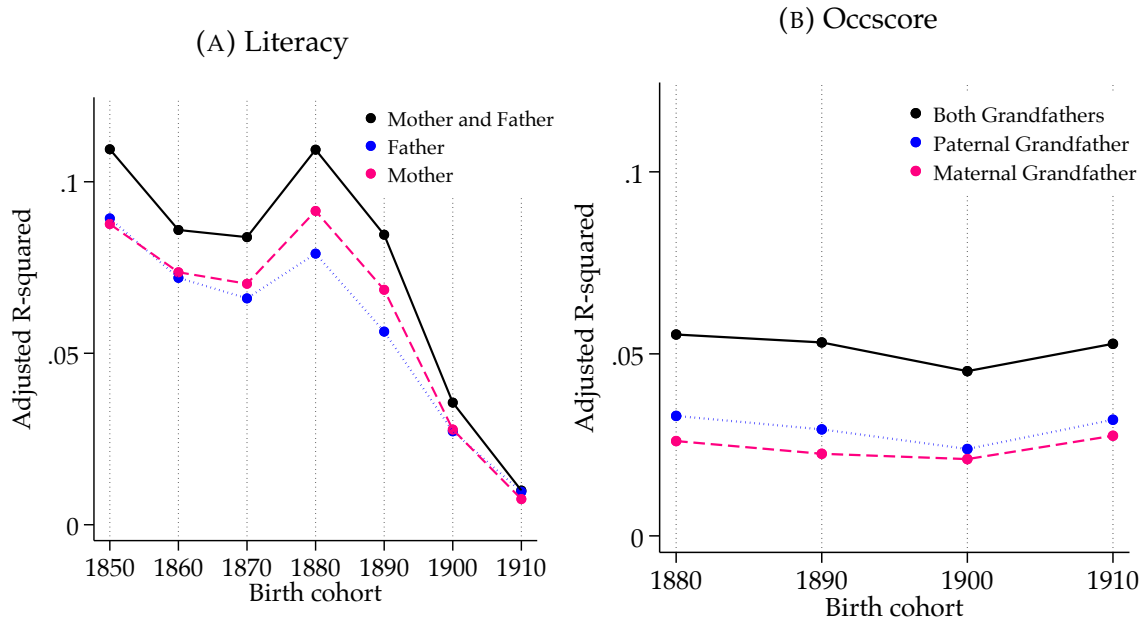 (A) Literacy
Adjusted R-squared
.1
.05
0
Mother and Father
Father
Mother
1850 1860 1870 1880 1890 1900 1910
Birth cohort
(B) Occscore
Adjusted R-squared
.1
.05
0
Both Grandfathers
Paternal Grandfather
Maternal Grandfather
1880 1890 1900 1910
Birth cohort